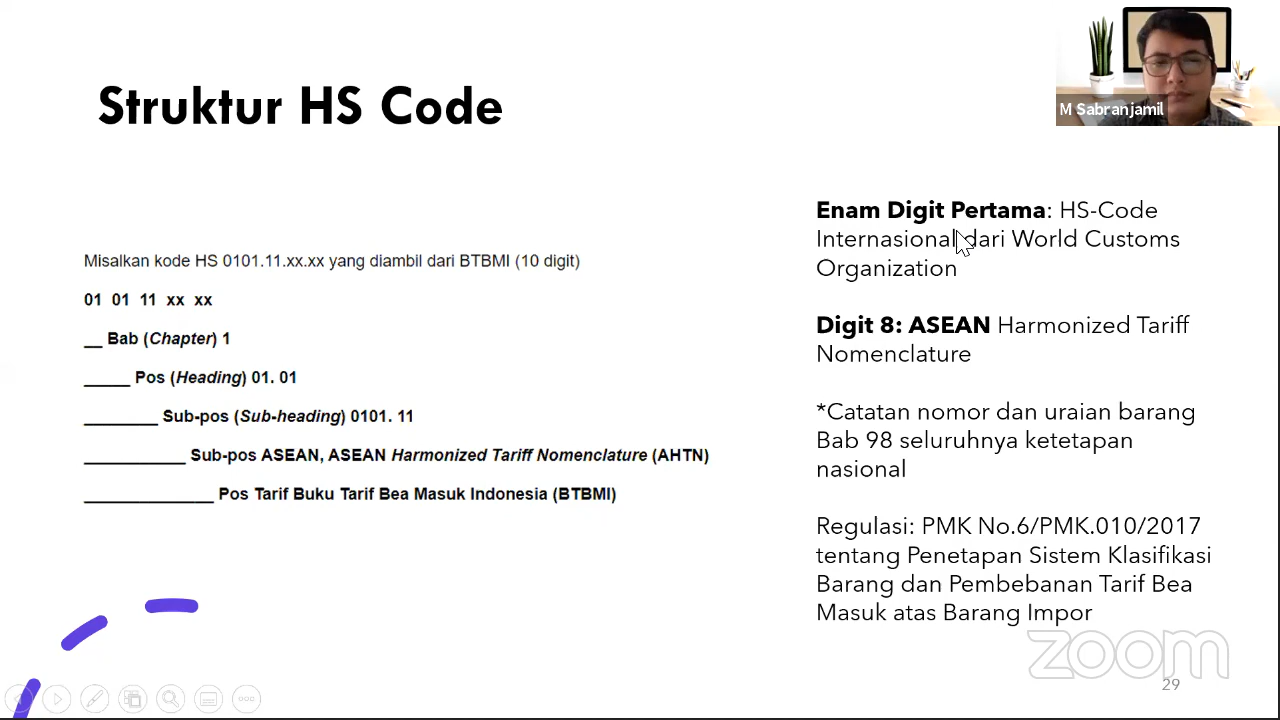 Struktur HS Code
M Sabranjamil
Misalkan kode HS 0101.11.xx.xx yang diambil dari BTBMI (10 digit)
01 01 11 xx xx
__ Bab (Chapter) 1
_____ Pos (Heading) 01. 01
________ Sub-pos (Sub-heading) 0101. 11
___________ Sub-pos ASEAN, ASEAN Harmonized Tariff Nomenclature (AHTN)
______________ Pos Tarif Buku Tarif Bea Masuk Indonesia (BTBMI)
Enam Digit Pertama: HS-Code
Internasional dari World Customs
Organization
Digit 8: ASEAN Harmonized Tariff
Nomenclature
*Catatan nomor dan uraian barang
Bab 98 seluruhnya ketetapan
nasional
Regulasi: PMK No.6/PMK.010/2017
tentang Penetapan Sistem Klasifikasi
Barang dan Pembebanan Tarif Bea
Masuk atas Barang Impor
zoom
29